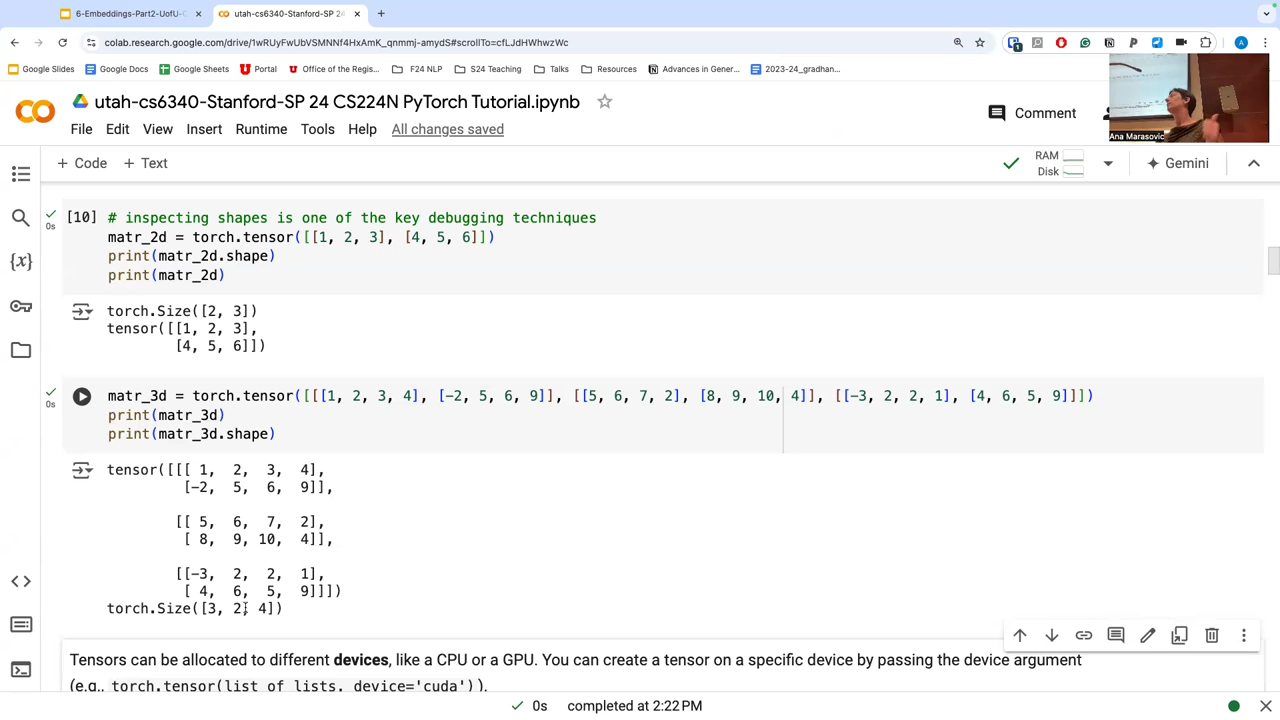 6-Embeddings-Part2-UofU-C
utah-cs6340-Stanford-SP 24
colab.research.google.com/drive/1wRUyFwUbVSMNNf4HxAmK_qnmmj-amydS#scrollTo=cfLJdHWhwzWc
Google Slides
Google Docs
Google Sheets
Portal
Office of the Regis...
F24 NLP
S24 Teaching
Talks
Resources
Advances in Gener...
2023-24_gradhan...
utah-cs6340-Stanford-SP 24 CS224N PyTorch Tutorial.ipynb
Comment
Ana Marasovic
File Edit View Insert Runtime Tools Help All changes saved
+ Code + Text
RAM
Disk
Gemini
[10] # inspecting shapes is one of the key debugging techniques
0s
matr_2d = torch.tensor([[1, 2, 3], [4, 5, 6]])
print(matr_2d.shape)
print(matr_2d)
torch.Size([2, 3])
tensor([[1, 2, 3],
[4, 5, 6]])
0s
matr_3d = torch.tensor([[[1, 2, 3, 4], [-2, 5, 6, 9]], [[5, 6, 7, 2], [8, 9, 10, 4]], [[-3, 2, 2, 1], [4, 6, 5, 9]]])
print(matr_3d)
print(matr_3d.shape)
tensor([[[ 1, 2, 3, 4],
[-2, 5, 6, 9]],
[[ 5, 6, 7, 2],
[ 8, 9, 10, 4]],
[[-3, 2, 2, 1],
[ 4, 6, 5, 9]]])
torch.Size([3, 2, 4])
Tensors can be allocated to different devices, like a CPU or a GPU. You can create a tensor on a specific device by passing the device argument
(e.g., torch.tensor(list_of_lists, device='cuda')).
0s completed at 2:22 PM